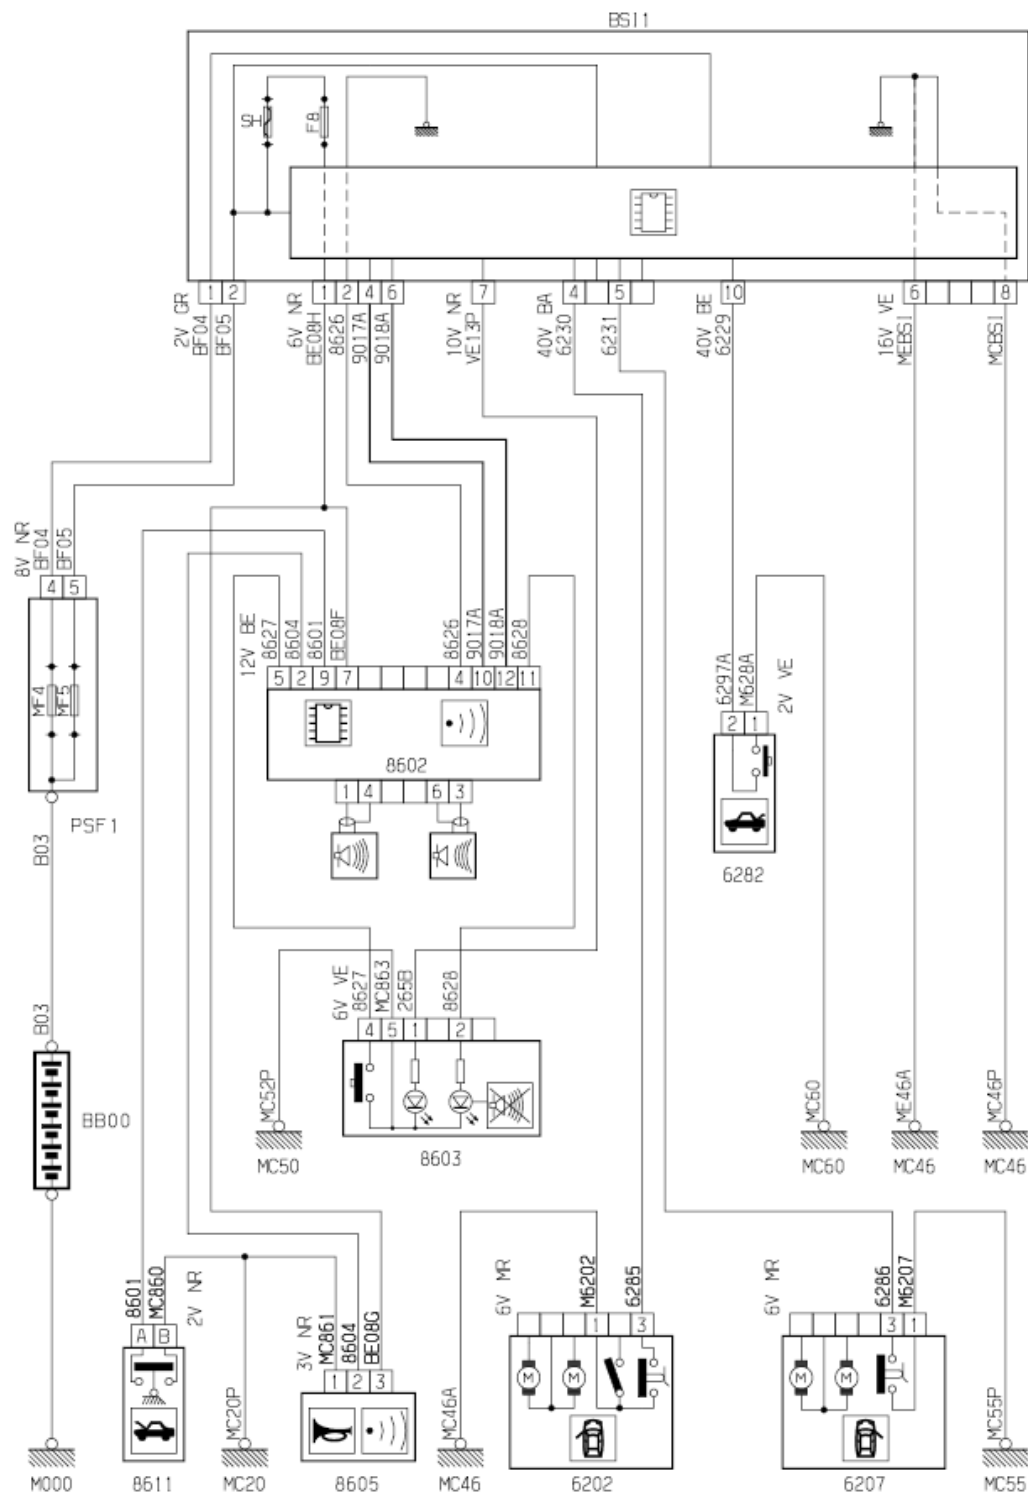 BSI1
SH
F8
1 2
1 2 4 6
7
4 5
10
6 8
2V GR
BF04
BF05
6V NR
BE08H
8626
9017A
9018A
10V NR
VE13P
40V BA
6230
6231
40V BE
6229
16V VE
MEBS1
MCBS1
8V NR
BF04
BF05
4 5
MF4
MF5
PSF1
B03
B03
BB00
M000
12V BE
8627
8604
8601
BE08F
8626
9017A
9018A
8628
5 2 9 7 4 10 12 11
8602
1 4 6 3
6297A
M628A
2V VE
2 1
6282
6V VE
8627
MC863
265B
8628
4 5 1 2
8603
MC52P
MC50
MC60
MC60
ME46A
MC46
MC46P
MC46
8601
MC860
2V NR
A B
8611
MC20P
MC20
3V NR
MC861
8604
BE08G
1 2 3
8605
MC46A
MC46
6V MR
M6202
6285
1 3
M M
6202
6V MR
6286
M6207
3 1
M M
6207
MC55P
MC55